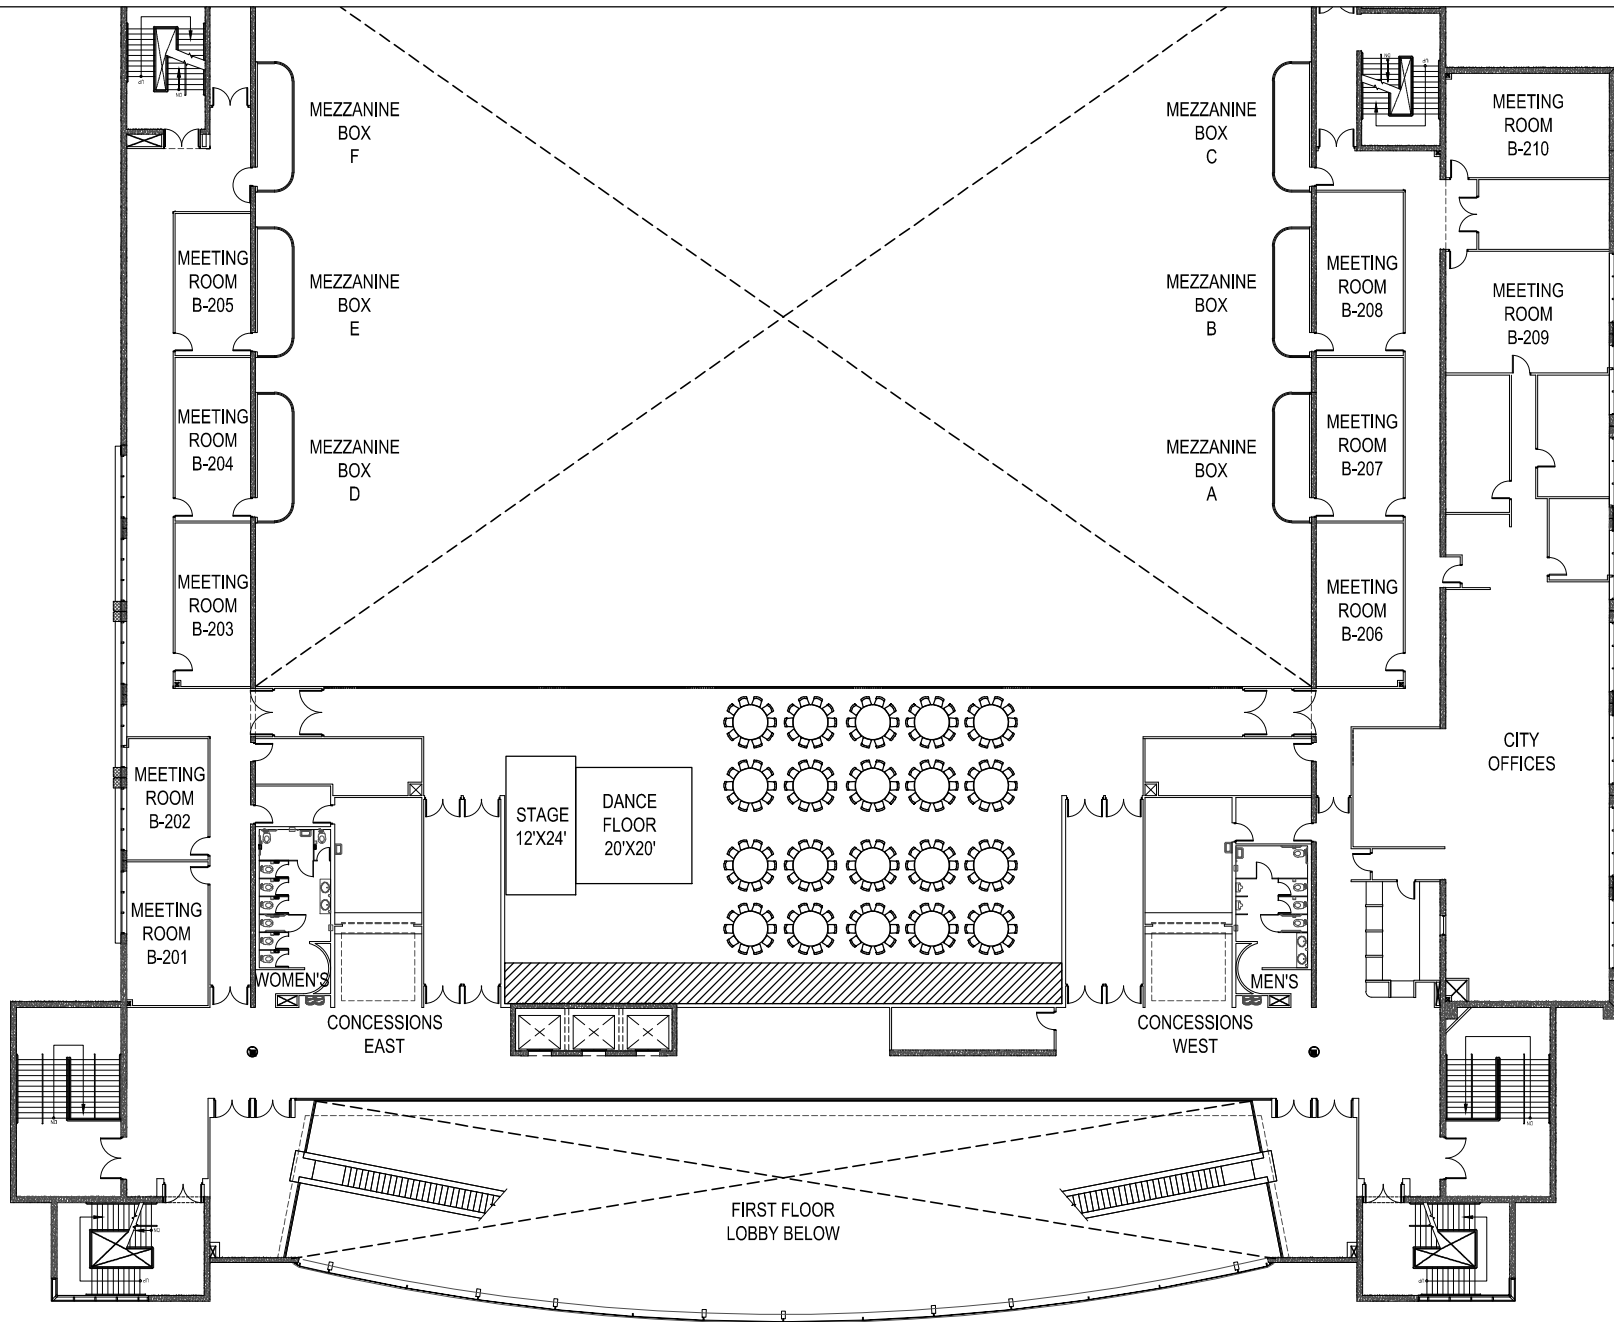 MEZZANINE
BOX
F
MEZZANINE
BOX
C
MEETING
ROOM
B-210
MEETING
ROOM
B-205
MEZZANINE
BOX
E
MEZZANINE
BOX
B
MEETING
ROOM
B-208
MEETING
ROOM
B-209
MEETING
ROOM
B-204
MEZZANINE
BOX
D
MEZZANINE
BOX
A
MEETING
ROOM
B-207
MEETING
ROOM
B-203
MEETING
ROOM
B-206
CITY
OFFICES
MEETING
ROOM
B-202
STAGE
12'X24'
DANCE
FLOOR
20'X20'
MEETING
ROOM
B-201
WOMEN'S
MEN'S
CONCESSIONS
EAST
CONCESSIONS
WEST
FIRST FLOOR
LOBBY BELOW